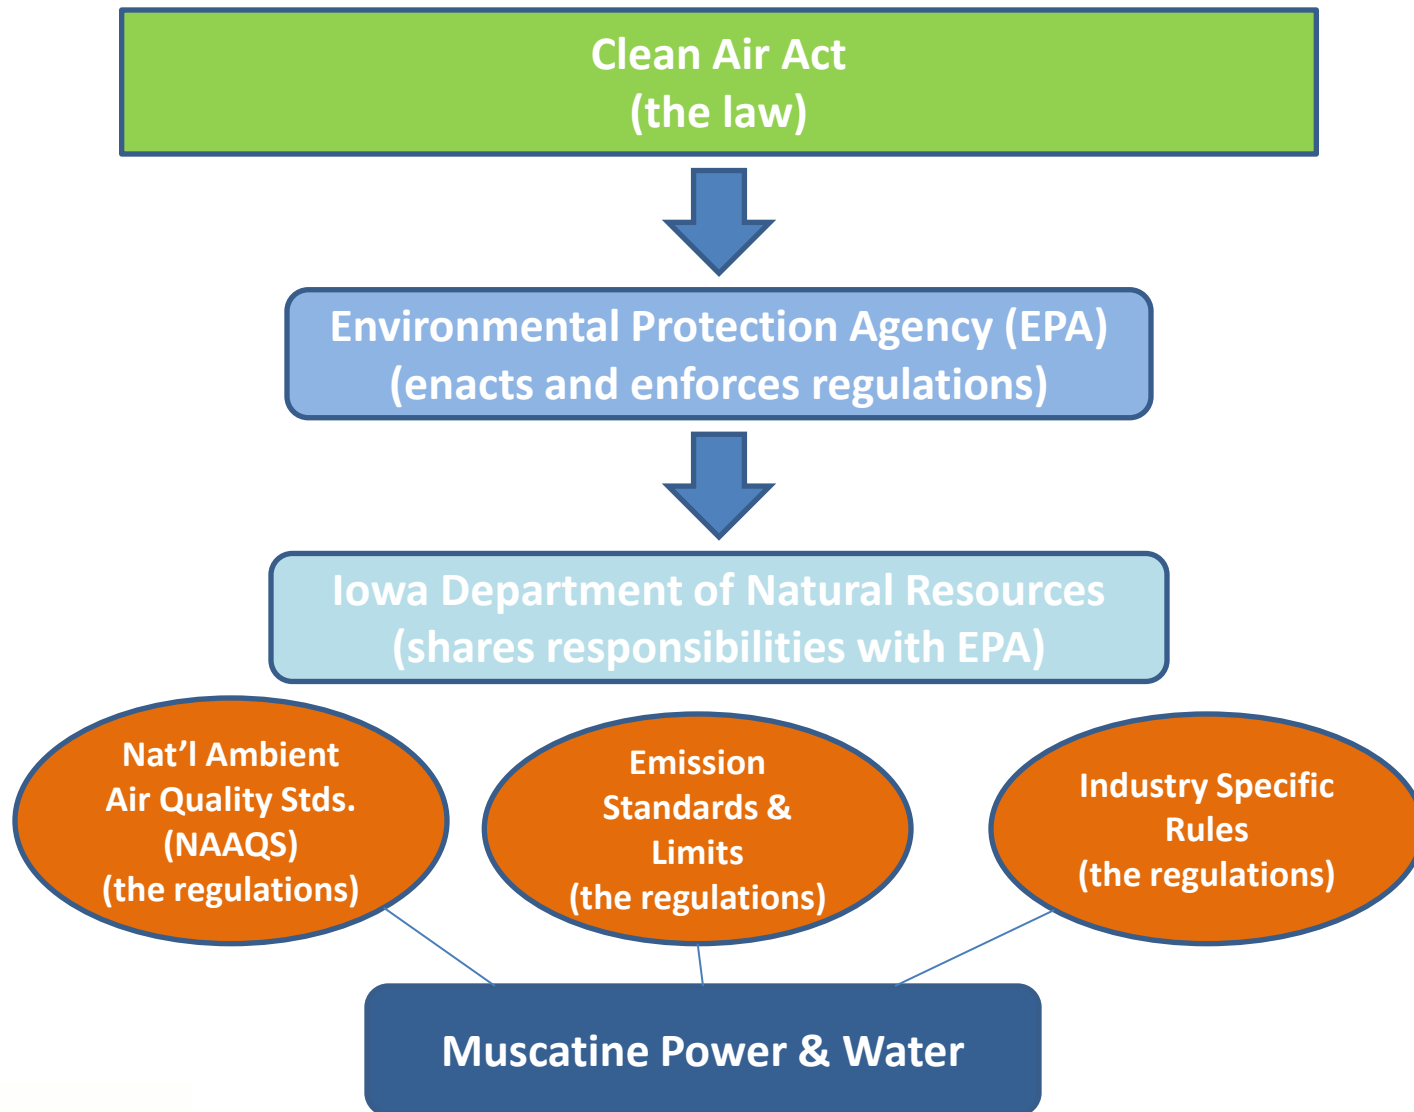 Clean Air Act
(the law)
Environmental Protection Agency (EPA)
(enacts and enforces regulations)
Iowa Department of Natural Resources
(shares responsibilities with EPA)
Nat’l Ambient
Air Quality Stds.
(NAAQS)
(the regulations)
Emission
Standards &
Limits
(the regulations)
Industry Specific
Rules
(the regulations)
Muscatine Power & Water